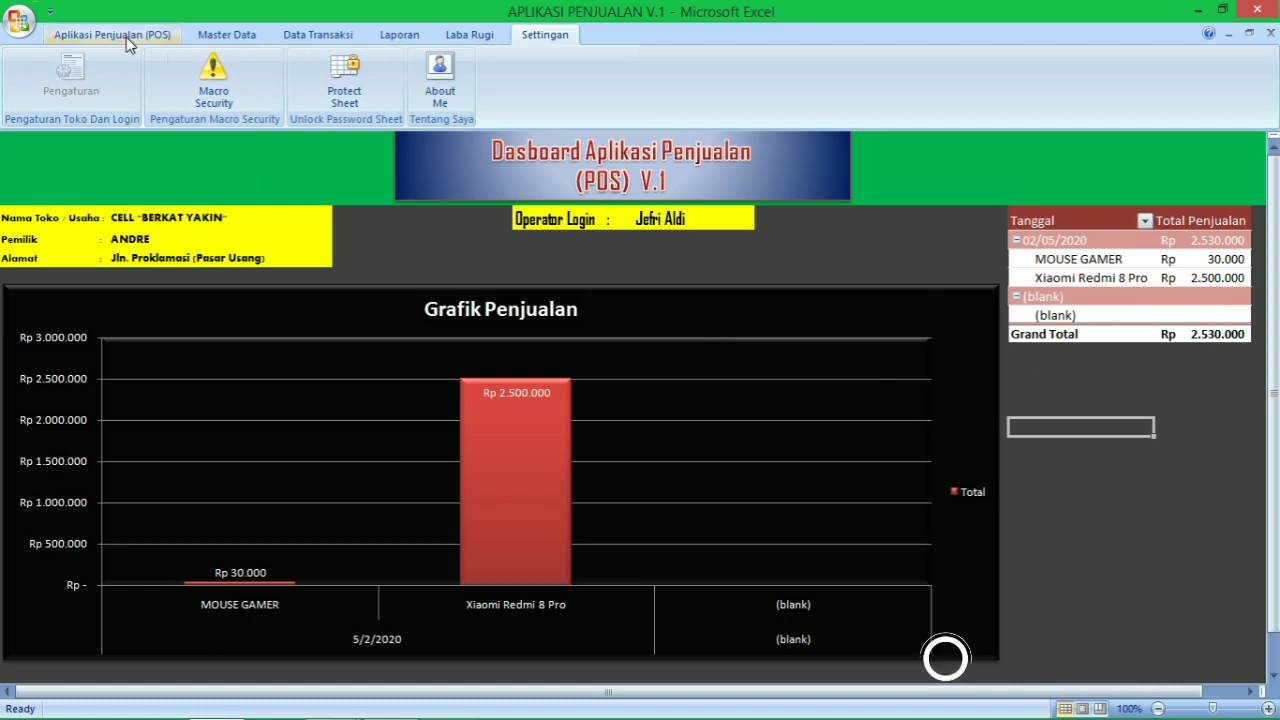 APLIKASI PENJUALAN V.1 - Microsoft Excel
Aplikasi Penjualan (POS) Master Data Data Transaksi Laporan Laba Rugi Settingan
Pengaturan
Macro Security
Protect Sheet
About Me
Pengaturan Toko Dan Login Pengaturan Macro Security Unlock Password Sheet Tentang Saya
Dasboard Aplikasi Penjualan
(POS) V.1
Nama Toko / Usaha : CELL "BERKAT YAKIN"
Pemilik : ANDRE
Alamat : Jln. Proklamasi (Pasar Usang)
Operator Login : Jefri Aldi
Tanggal Total Penjualan
02/05/2020 Rp 2.530.000
MOUSE GAMER Rp 30.000
Xiaomi Redmi 8 Pro Rp 2.500.000
(blank)
(blank)
Grand Total Rp 2.530.000
Grafik Penjualan
Rp 3.000.000
Rp 2.500.000
Rp 2.000.000
Rp 1.500.000
Rp 1.000.000
Rp 500.000
Rp -
Rp 2.500.000
Rp 30.000
Total
MOUSE GAMER Xiaomi Redmi 8 Pro (blank)
5/2/2020 (blank)
Ready 100%